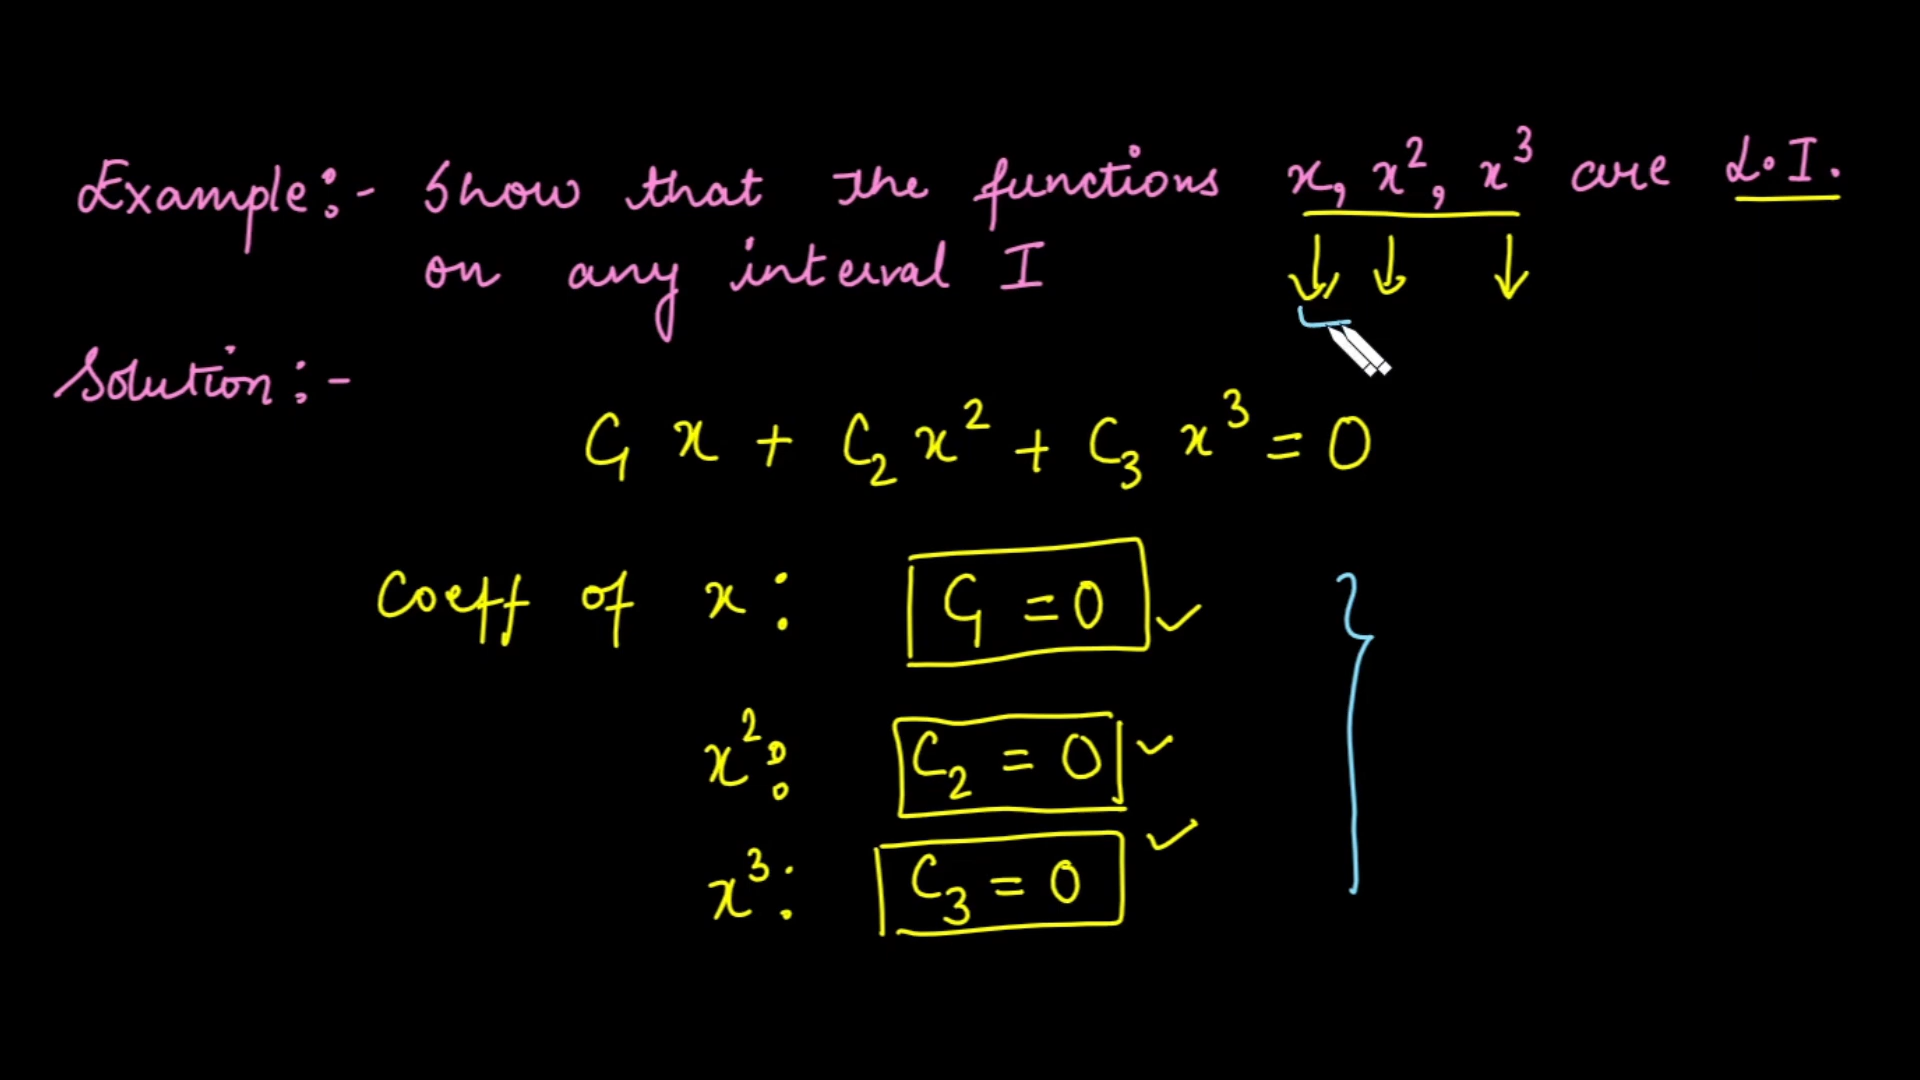 Example:- Show that the functions x, x², x³ are L.I.
on any interval I
Solution:-
C₁ x + C₂ x² + C₃ x³ = 0
Coeff of x: C₁ = 0
x²: C₂ = 0
x³: C₃ = 0